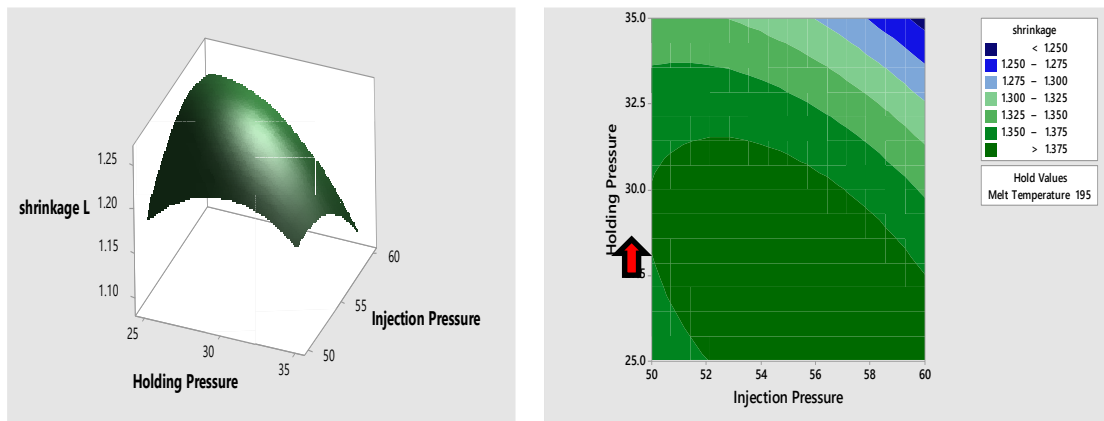 1.25
shrinkage L 1.20
1.15
1.10
25
30
35
50
55
60
Holding Pressure
Injection Pressure
35.0
32.5
30.0
5
25.0
Holding Pressure
50 52 54 56 58 60
Injection Pressure
shrinkage
< 1.250
1.250 – 1.275
1.275 – 1.300
1.300 – 1.325
1.325 – 1.350
1.350 – 1.375
> 1.375
Hold Values
Melt Temperature 195